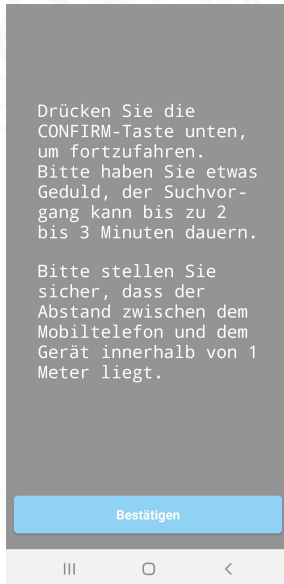 Drücken Sie die
CONFIRM-Taste unten,
um fortzufahren.
Bitte haben Sie etwas
Geduld, der Suchvor-
gang kann bis zu 2
bis 3 Minuten dauern.
Bitte stellen Sie
sicher, dass der
Abstand zwischen dem
Mobiltelefon und dem
Gerät innerhalb von 1
Meter liegt.
Bestätigen